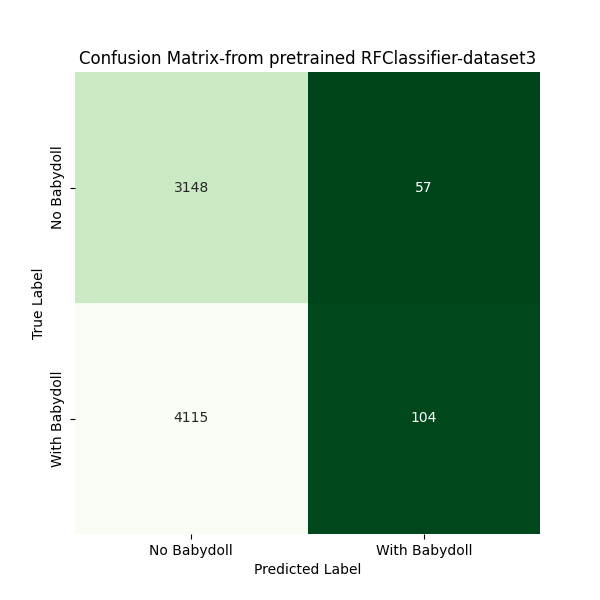 Confusion Matrix-from pretrained RFClassifier-dataset3
No Babydoll
3148
57
True Label
With Babydoll
4115
104
No Babydoll
With Babydoll
Predicted Label